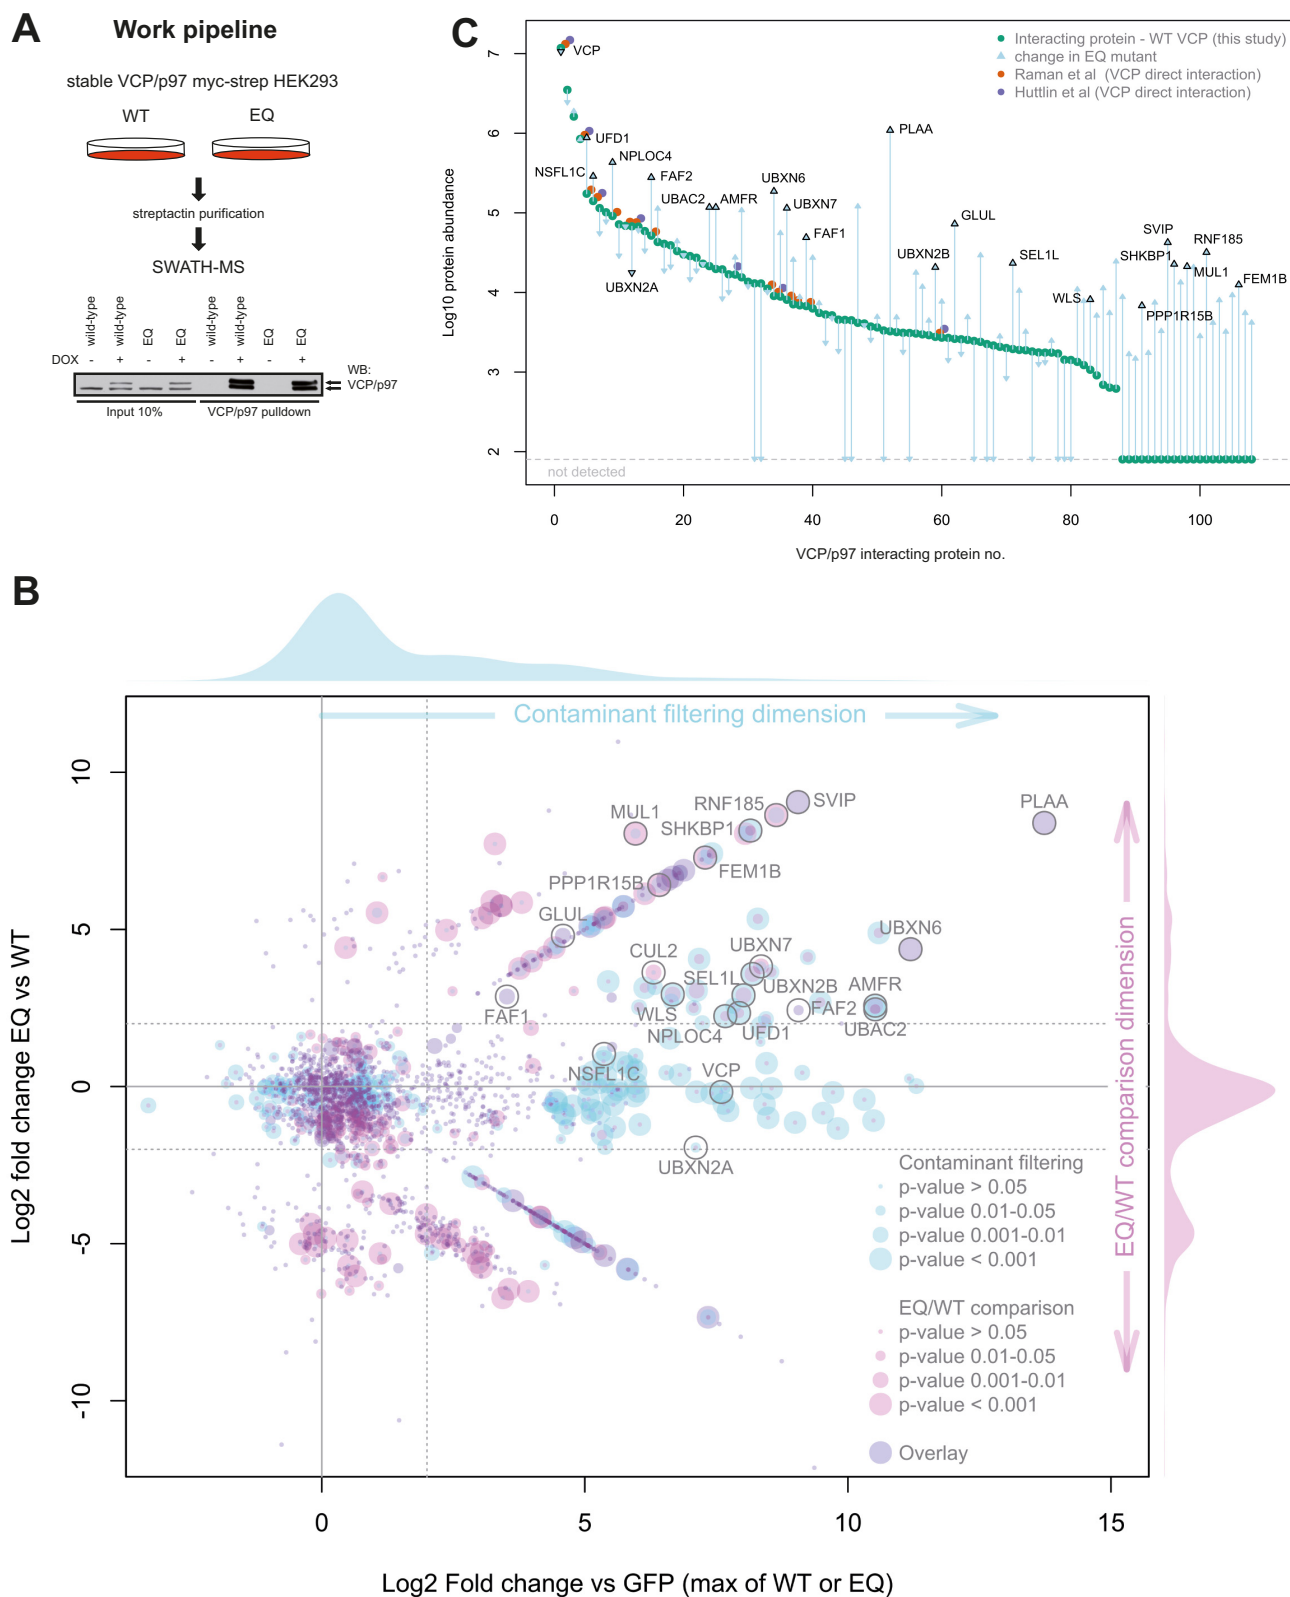 A
Work pipeline
stable VCP/p97 myc-strep HEK293
WT
EQ
streptactin purification
SWATH-MS
wild-type
wild-type
EQ
EQ
wild-type
wild-type
EQ
EQ
DOX - + - + - + - +
WB:
VCP/p97
Input 10%
VCP/p97 pulldown
C
Log10 protein abundance
7
6
5
4
3
2
Interacting protein - WT VCP (this study)
change in EQ mutant
Raman et al (VCP direct interaction)
Huttlin et al (VCP direct interaction)
VCP
UFD1
NPLOC4
NSFL1C
FAF2
UBAC2
AMFR
UBXN2A
UBXN6
UBXN7
FAF1
PLAA
GLUL
UBXN2B
SEL1L
WLS
SVIP
SHKBP1
RNF185
MUL1
PPP1R15B
FEM1B
not detected
0
20
40
60
80
100
VCP/p97 interacting protein no.
B
Contaminant filtering dimension
EQ/WT comparison dimension
Log2 fold change EQ vs WT
10
5
0
-5
-10
MUL1
RNF185
SVIP
SHKBP1
PLAA
FEM1B
PPP1R15B
GLUL
UBXN6
CUL2
UBXN7
SEL1L
UBXN2B
AMFR
FAF1
WLS
FAF2
NPLOC4
UFD1
UBAC2
NSFL1C
VCP
UBXN2A
Contaminant filtering
p-value > 0.05
p-value 0.01-0.05
p-value 0.001-0.01
p-value < 0.001
EQ/WT comparison
p-value > 0.05
p-value 0.01-0.05
p-value 0.001-0.01
p-value < 0.001
Overlay
0
5
10
15
Log2 Fold change vs GFP (max of WT or EQ)